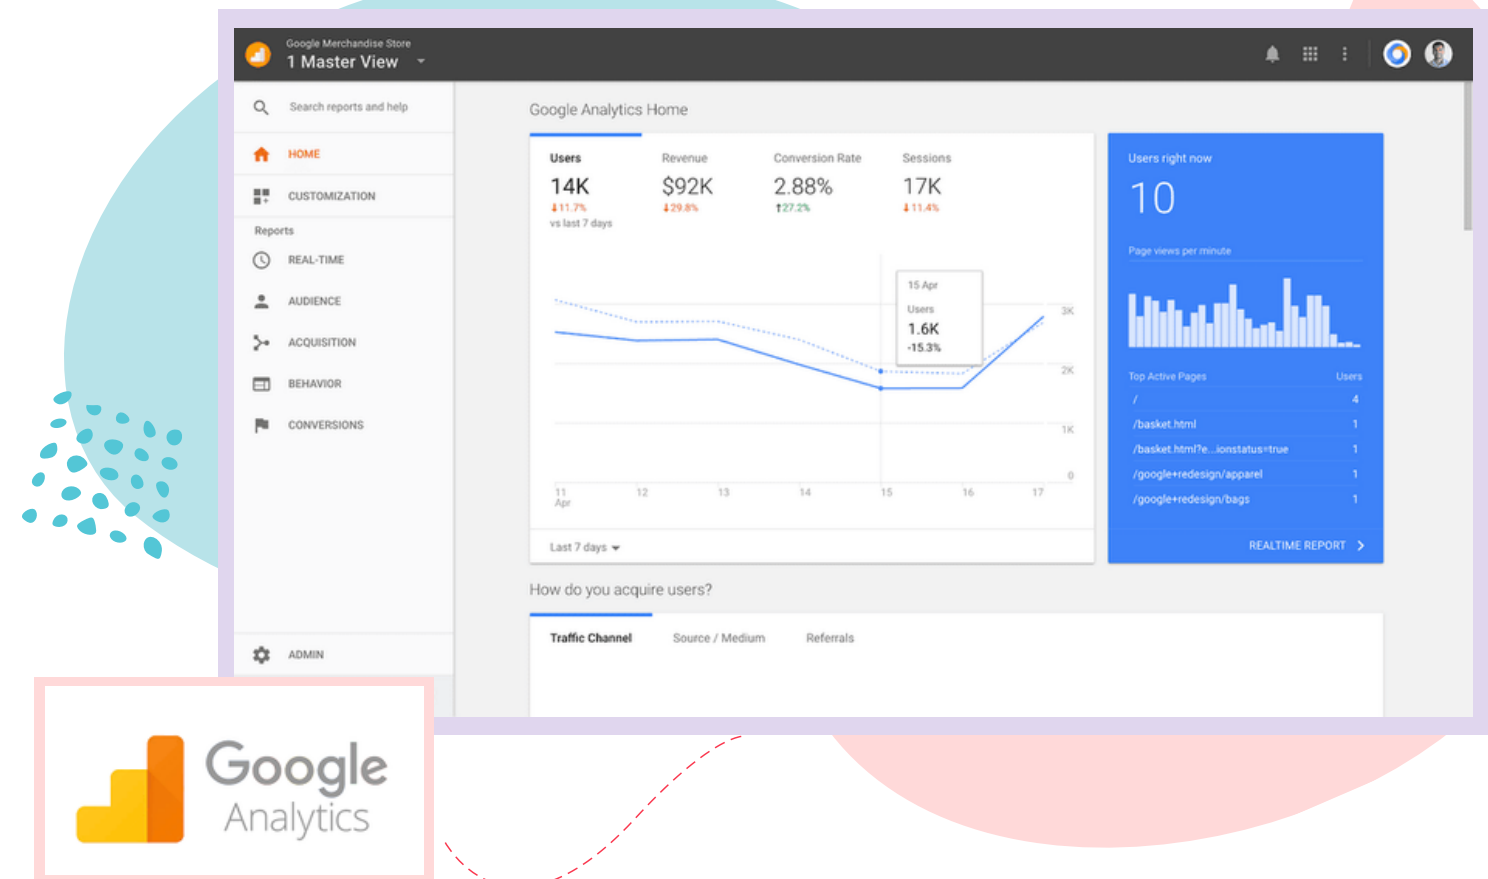 Google Merchandise Store
1 Master View
Search reports and help
HOME
CUSTOMIZATION
Reports
REAL-TIME
AUDIENCE
ACQUISITION
BEHAVIOR
CONVERSIONS
ADMIN
Google Analytics Home
Users Revenue Conversion Rate Sessions
14K $92K 2.88% 17K
↓11.7% ↓29.8% ↑27.2% ↓11.4%
vs last 7 days
15 Apr
Users
1.6K
-15.3%
3K
2K
1K
0
11 12 13 14 15 16 17
Apr
Last 7 days
Users right now
10
Page views per minute
Top Active Pages Users
/ 4
/basket.html 1
/basket.html?e...ionstatus=true 1
/google+redesign/apparel 1
/google+redesign/bags 1
REALTIME REPORT
How do you acquire users?
Traffic Channel Source / Medium Referrals
Google
Analytics